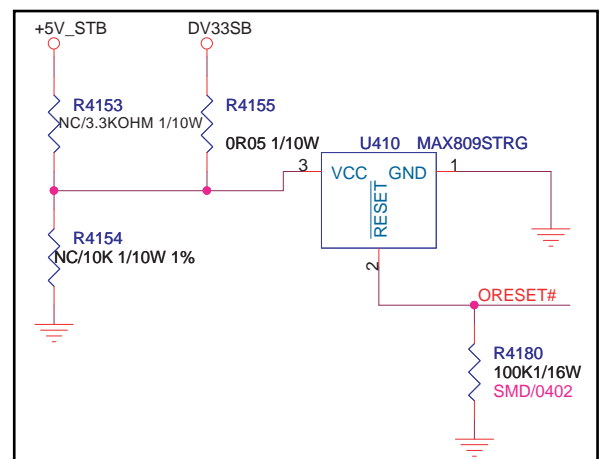 +5V_STB DV33SB
R4153 R4155
NC/3.3KOHM 1/10W
0R05 1/10W U410 MAX809STRG
3 VCC GND 1
RESET
R4154
NC/10K 1/10W 1%
2
ORESET#
R4180
100K1/16W
SMD/0402